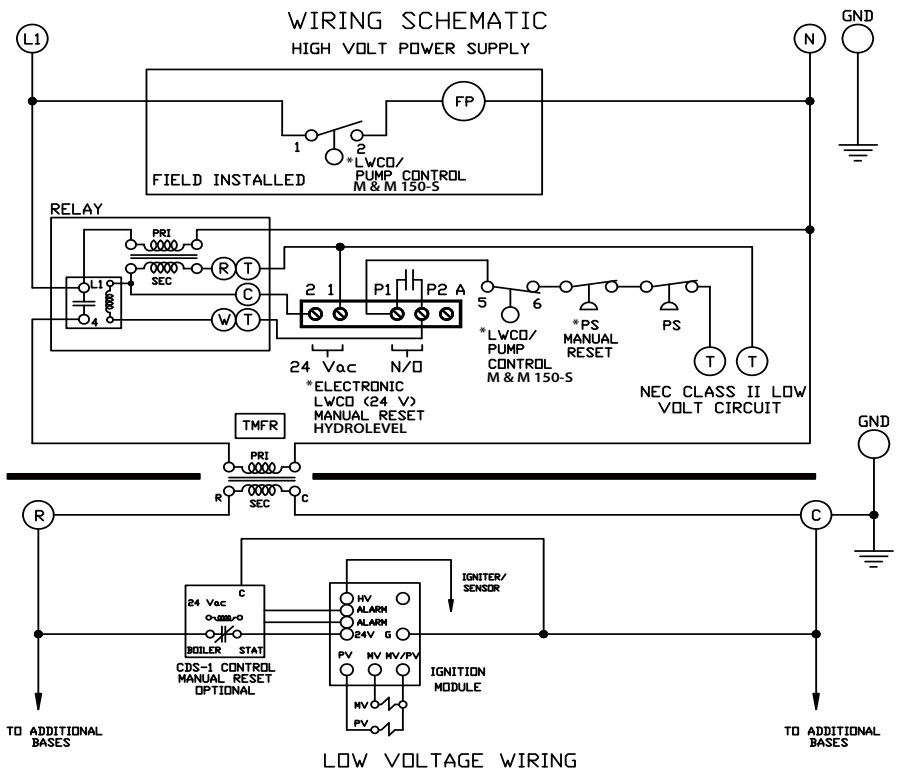 WIRING SCHEMATIC
HIGH VOLT POWER SUPPLY
GND
L1
N
FP
1
2
*LWCO/
PUMP CONTROL
M & M 150-S
FIELD INSTALLED
RELAY
PRI
SEC
R T
C
W T
L1
4
2 1 P1 P2 A
24 Vac
N/O
*ELECTRONIC
LWCO (24 V)
MANUAL RESET
HYDROLEVEL
5 6
*LWCO/
PUMP
CONTROL
M & M 150-S
*PS
MANUAL
RESET
PS
T T
NEC CLASS II LOW
VOLT CIRCUIT
TMFR
PRI
R C
SEC
GND
R
C
C
24 Vac
BOILER STAT
CDS-1 CONTROL
MANUAL RESET
OPTIONAL
HV
ALARM
ALARM
24V G
PV MV MV/PV
IGNITER/
SENSOR
IGNITION
MODULE
MV
PV
TO ADDITIONAL
BASES
TO ADDITIONAL
BASES
LOW VOLTAGE WIRING